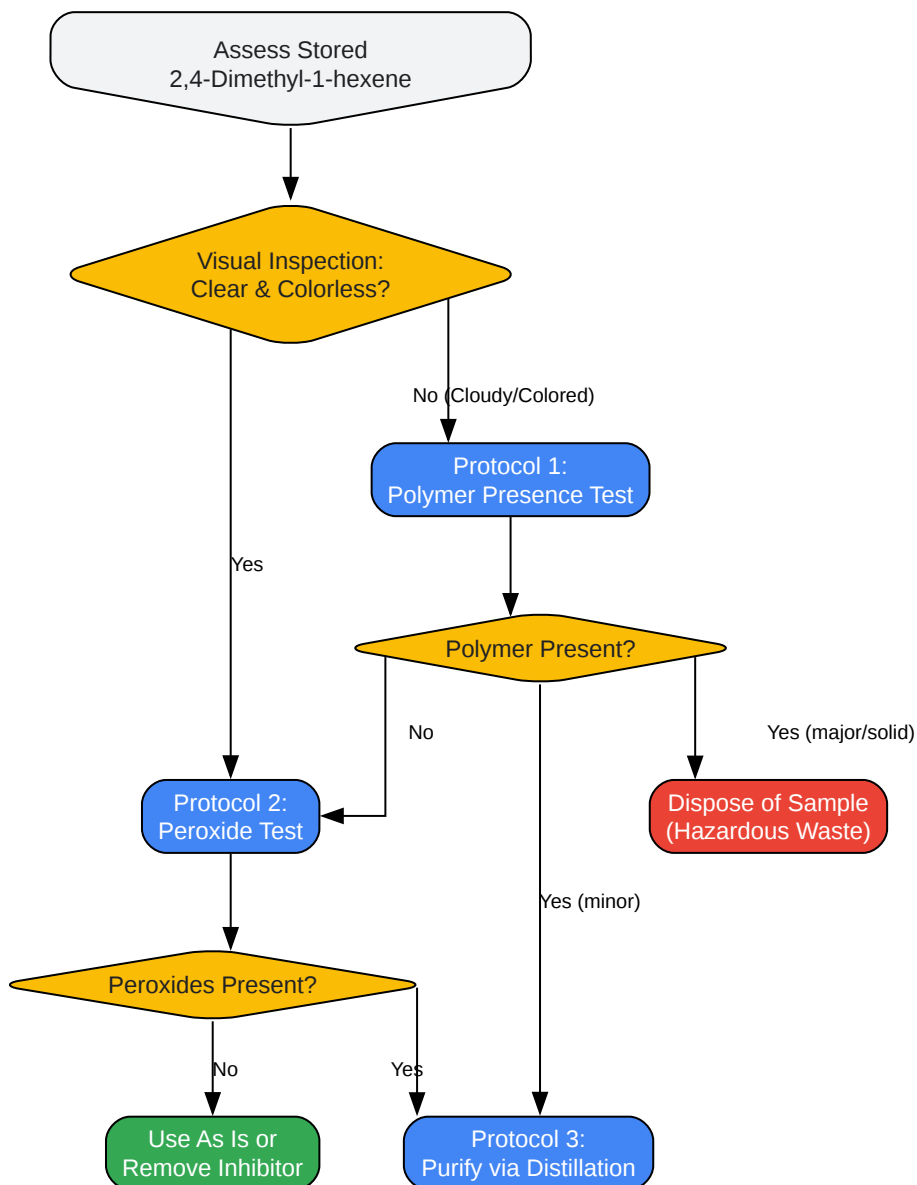 Assess Stored
2,4-Dimethyl-1-hexene
Visual Inspection:
Clear & Colorless?
No (Cloudy/Colored)
Protocol 1:
Polymer Presence Test
Yes
Polymer Present?
No
Yes (major/solid)
Protocol 2:
Peroxide Test
Dispose of Sample
(Hazardous Waste)
Yes (minor)
Peroxides Present?
No
Yes
Use As Is or
Remove Inhibitor
Protocol 3:
Purify via Distillation